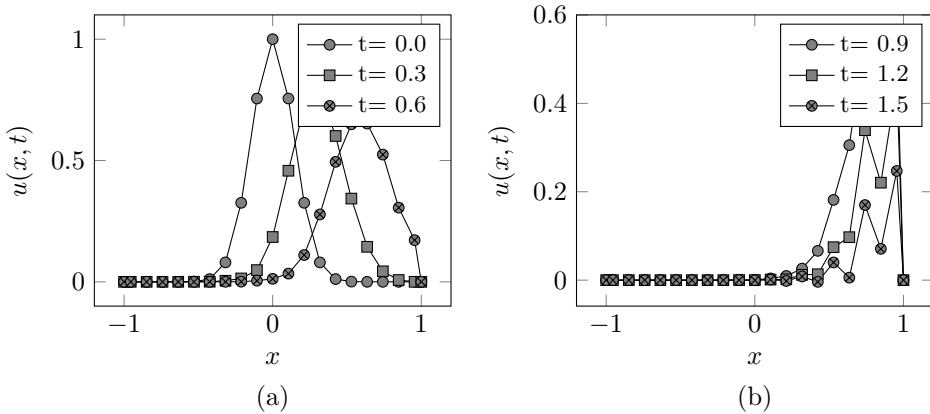 1
0.5
0
−1
0
1
x
u(x, t)
t= 0.0
t= 0.3
t= 0.6
(a)
0.6
0.4
0.2
0
−1
0
1
x
u(x, t)
t= 0.9
t= 1.2
t= 1.5
(b)